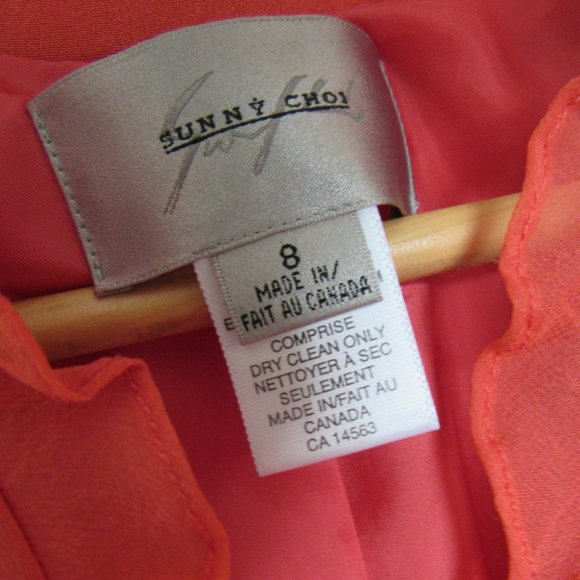 SUNNY CHOI
8
MADE IN/
FAIT AU CANADA
COMPRISE
DRY CLEAN ONLY
NETTOYER À SEC
SEULEMENT
MADE IN/FAIT AU
CANADA
CA 14563